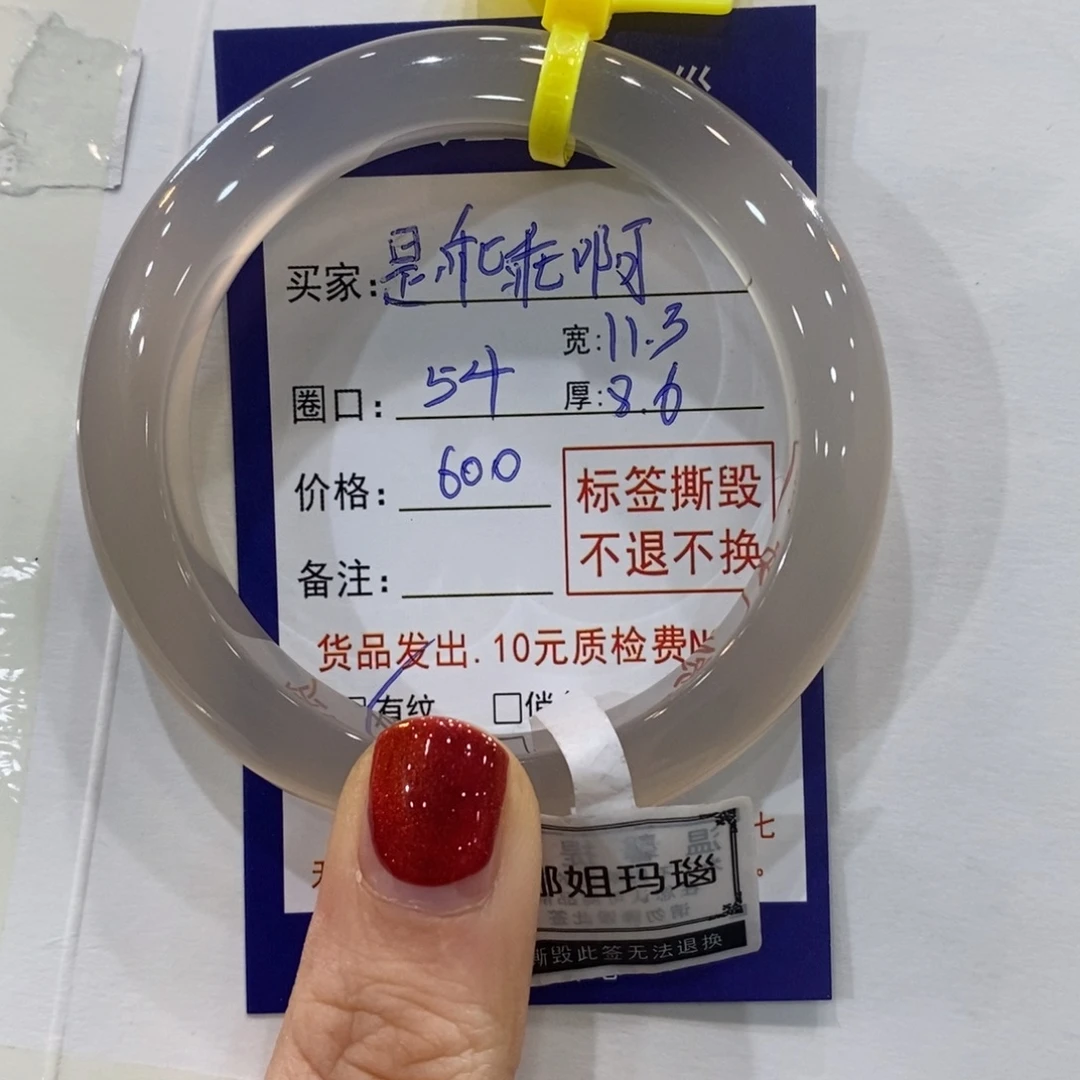 买家:是乖乖啊
宽:11.3
圈口:54
厚:8.6
价格:600
标签撕毁
不退不换
备注:
货品发出.10元质检费
有纹
姐玛瑙
撕毁此签无法退换